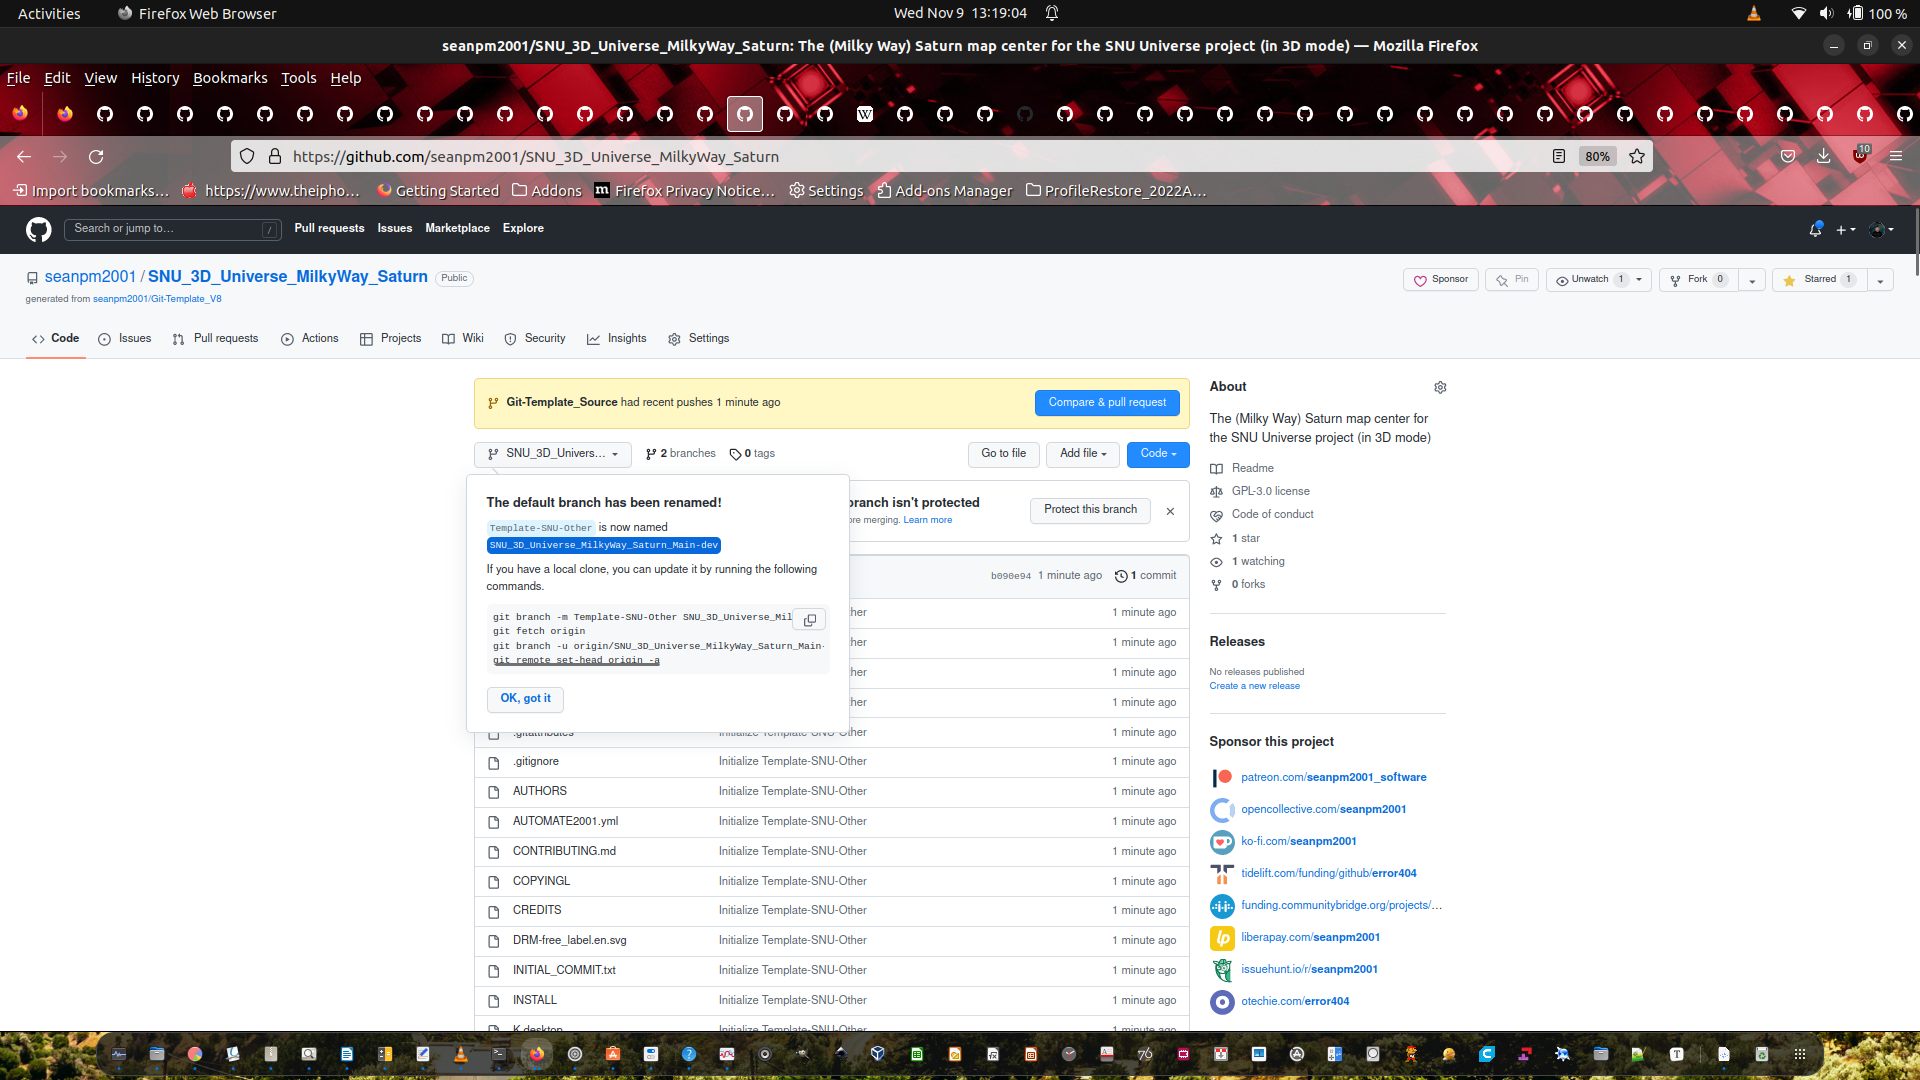 Activities Firefox Web Browser Wed Nov 9 13:19:04 100 %
seanpm2001/SNU_3D_Universe_MilkyWay_Saturn: The (Milky Way) Saturn map center for the SNU Universe project (in 3D mode) — Mozilla Firefox
File Edit View History Bookmarks Tools Help
https://github.com/seanpm2001/SNU_3D_Universe_MilkyWay_Saturn 80% 10
Import bookmarks… https://www.theipho… Getting Started Addons Firefox Privacy Notice… Settings Add-ons Manager ProfileRestore_2022A…
Search or jump to… / Pull requests Issues Marketplace Explore
seanpm2001 / SNU_3D_Universe_MilkyWay_Saturn Public
Sponsor Pin Unwatch 1 Fork 0 Starred 1
generated from seanpm2001/Git-Template_V8
Code Issues Pull requests Actions Projects Wiki Security Insights Settings
Git-Template_Source had recent pushes 1 minute ago Compare & pull request
SNU_3D_Univers… 2 branches 0 tags Go to file Add file Code
The default branch has been renamed!
Template-SNU-Other is now named
SNU_3D_Universe_MilkyWay_Saturn_Main-dev
If you have a local clone, you can update it by running the following
commands.
git branch -m Template-SNU-Other SNU_3D_Universe_Mil
git fetch origin
git branch -u origin/SNU_3D_Universe_MilkyWay_Saturn_Main-
git remote set-head origin -a
OK, got it
branch isn't protected
ore merging. Learn more
Protect this branch
b090e94 1 minute ago 1 commit
ther 1 minute ago
ther 1 minute ago
ther 1 minute ago
ther 1 minute ago
.gitattributes Initialize Template-SNU-Other 1 minute ago
.gitignore Initialize Template-SNU-Other 1 minute ago
AUTHORS Initialize Template-SNU-Other 1 minute ago
AUTOMATE2001.yml Initialize Template-SNU-Other 1 minute ago
CONTRIBUTING.md Initialize Template-SNU-Other 1 minute ago
COPYINGL Initialize Template-SNU-Other 1 minute ago
CREDITS Initialize Template-SNU-Other 1 minute ago
DRM-free_label.en.svg Initialize Template-SNU-Other 1 minute ago
INITIAL_COMMIT.txt Initialize Template-SNU-Other 1 minute ago
INSTALL Initialize Template-SNU-Other 1 minute ago
K.desktop Initialize Template-SNU-Other 1 minute ago
About
The (Milky Way) Saturn map center for
the SNU Universe project (in 3D mode)
Readme
GPL-3.0 license
Code of conduct
1 star
1 watching
0 forks
Releases
No releases published
Create a new release
Sponsor this project
patreon.com/seanpm2001_software
opencollective.com/seanpm2001
ko-fi.com/seanpm2001
tidelift.com/funding/github/error404
funding.communitybridge.org/projects/…
liberapay.com/seanpm2001
issuehunt.io/r/seanpm2001
otechie.com/error404